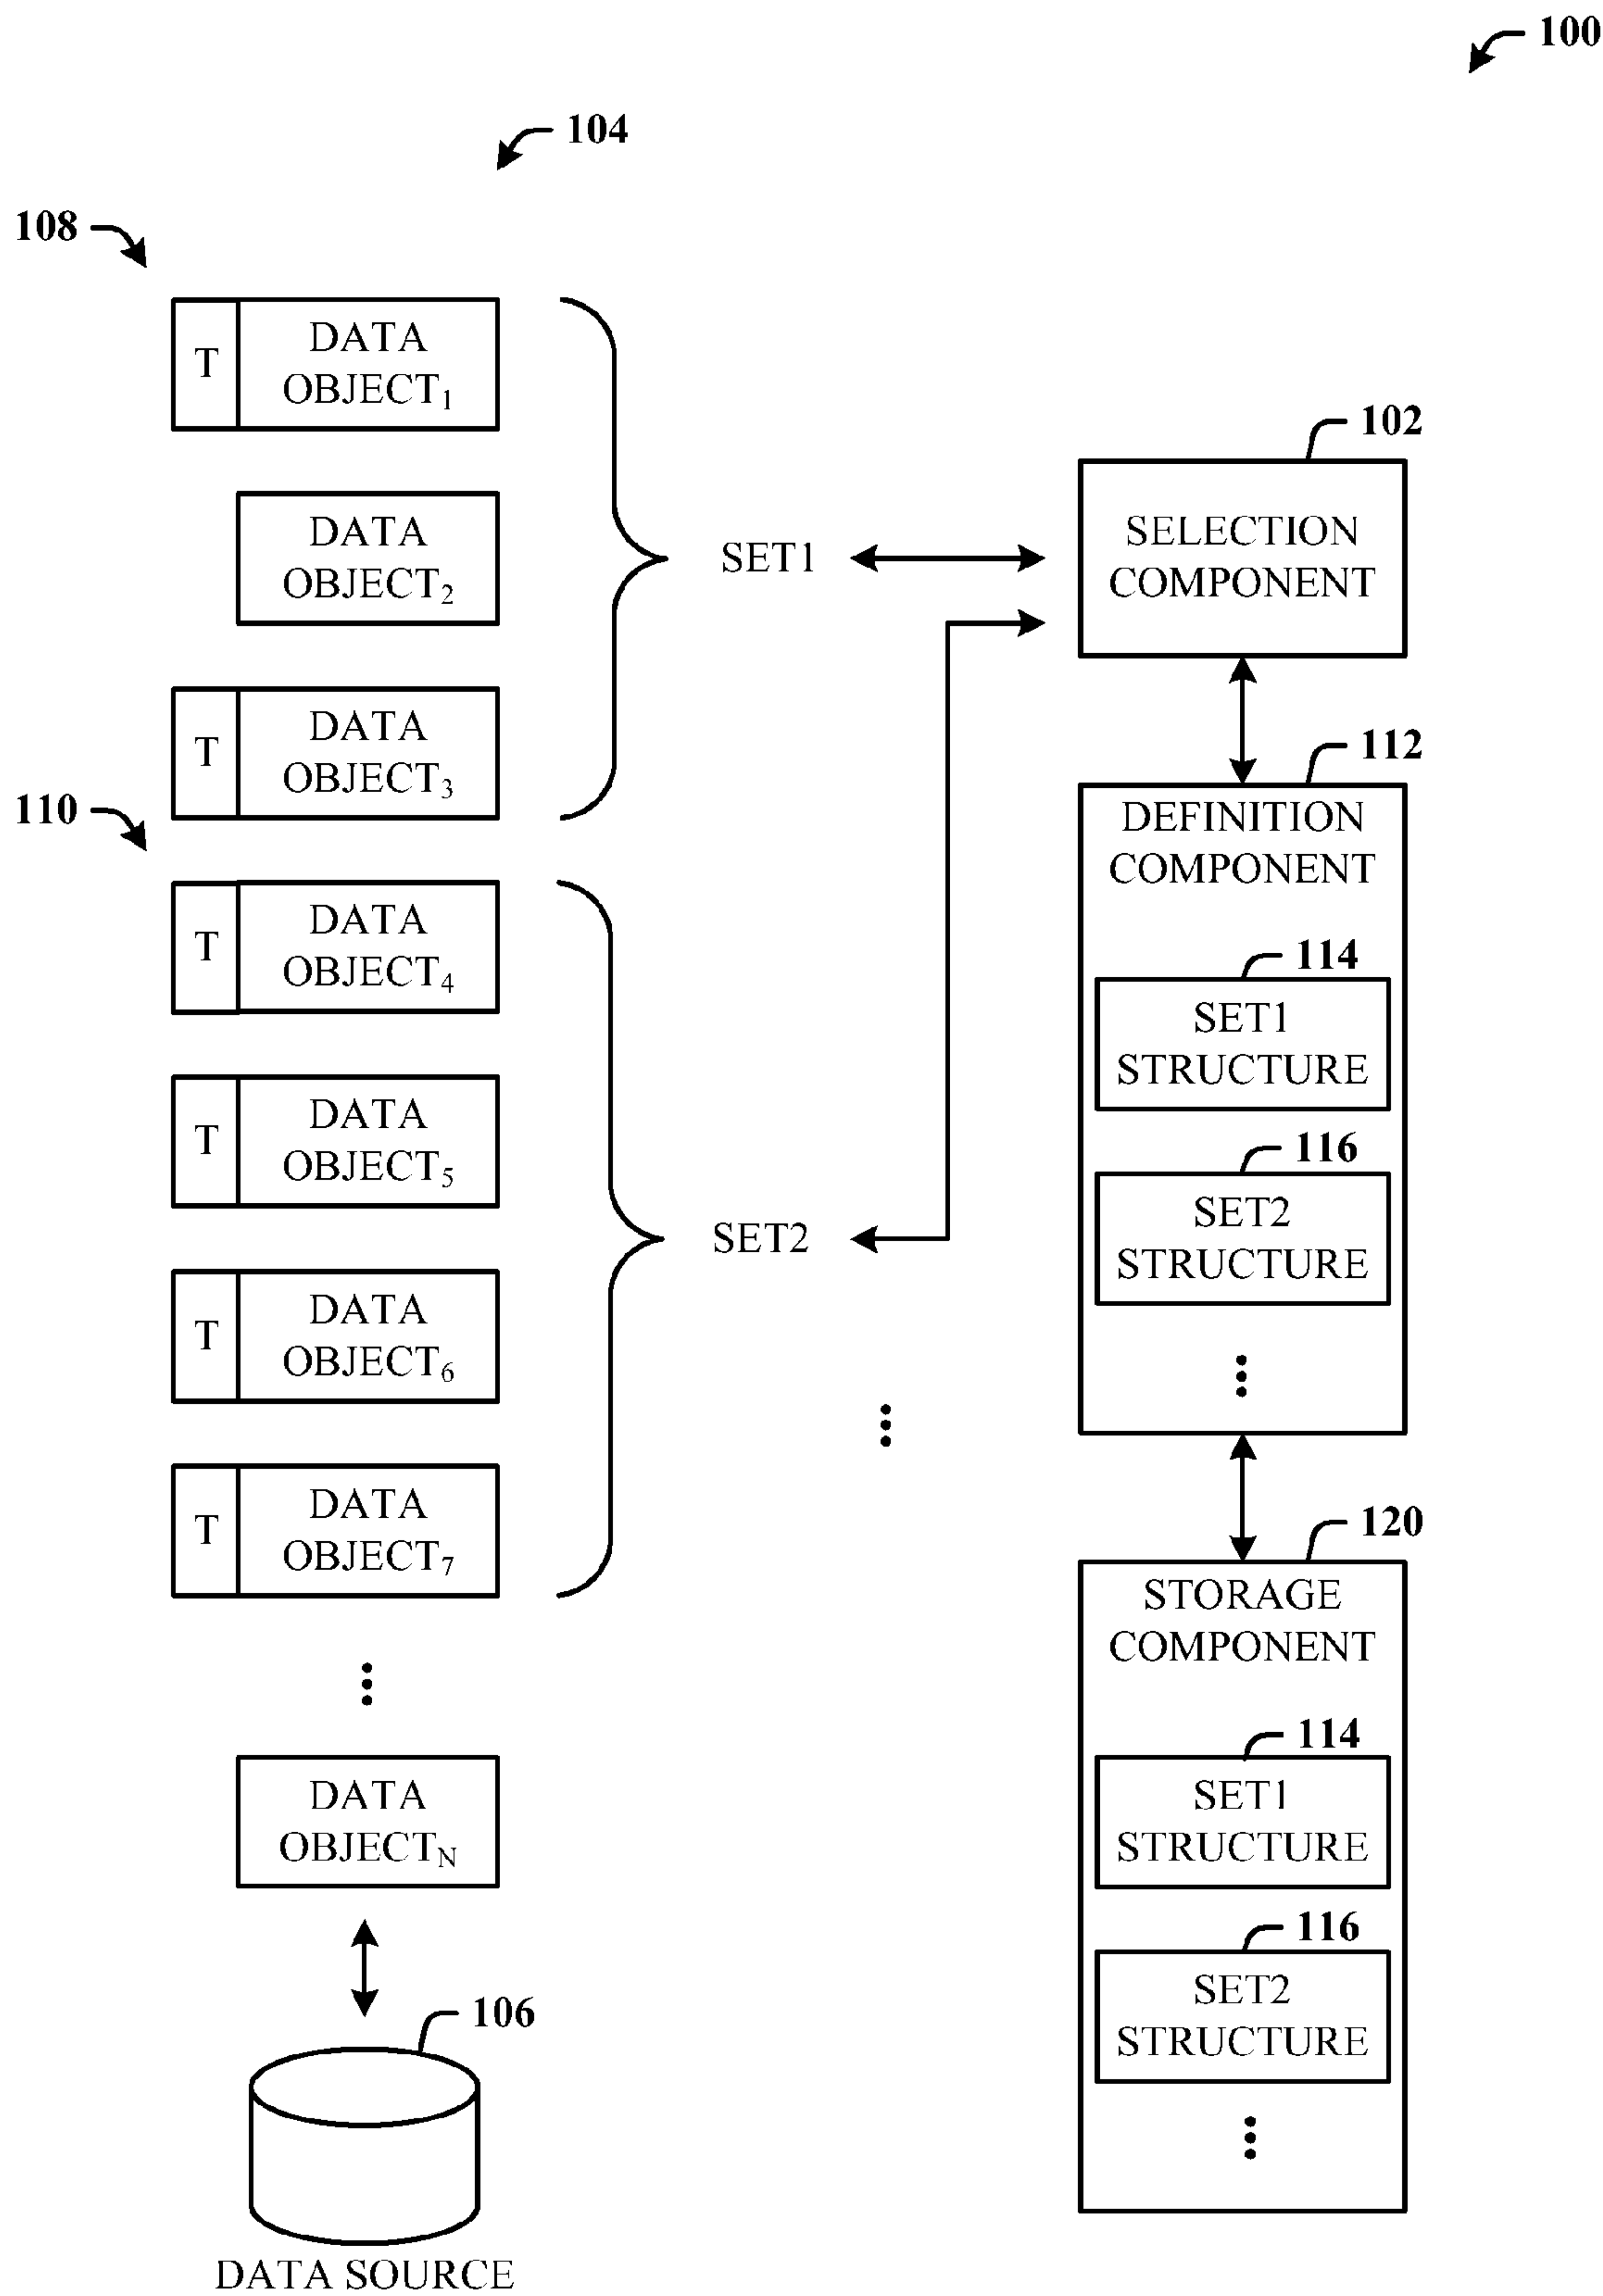 100
104
108
T
DATA
OBJECT1
DATA
OBJECT2
T
DATA
OBJECT3
SET1
102
SELECTION
COMPONENT
110
T
DATA
OBJECT4
T
DATA
OBJECT5
T
DATA
OBJECT6
T
DATA
OBJECT7
SET2
DATA
OBJECTN
106
DATA SOURCE
112
DEFINITION
COMPONENT
114
SET1
STRUCTURE
116
SET2
STRUCTURE
120
STORAGE
COMPONENT
114
SET1
STRUCTURE
116
SET2
STRUCTURE